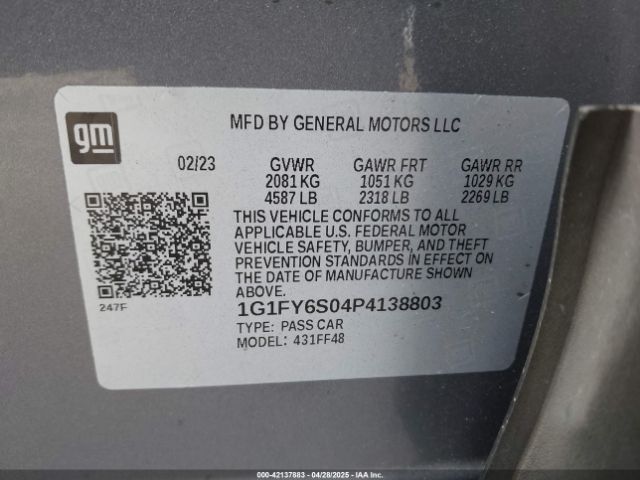 gm
MFD BY GENERAL MOTORS LLC
02/23 GVWR GAWR FRT GAWR RR
2081 KG 1051 KG 1029 KG
4587 LB 2318 LB 2269 LB
THIS VEHICLE CONFORMS TO ALL
APPLICABLE U.S. FEDERAL MOTOR
VEHICLE SAFETY, BUMPER, AND THEFT
PREVENTION STANDARDS IN EFFECT ON
THE DATE OF MANUFACTURE SHOWN
ABOVE.
247F
1G1FY6S04P4138803
TYPE: PASS CAR
MODEL: 431FF48
000-42137883 - 04/28/2025 - IAAI.COM